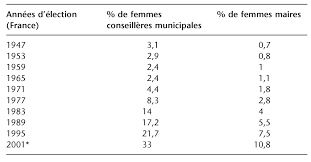 Années d'élection (France) % de femmes conseillères municipales % de femmes maires
1947 3,1 0,7
1953 2,9 0,8
1959 2,4 1
1965 2,4 1,1
1971 4,4 1,8
1977 8,3 2,8
1983 14 4
1989 17,2 5,5
1995 21,7 7,5
2001* 33 10,8